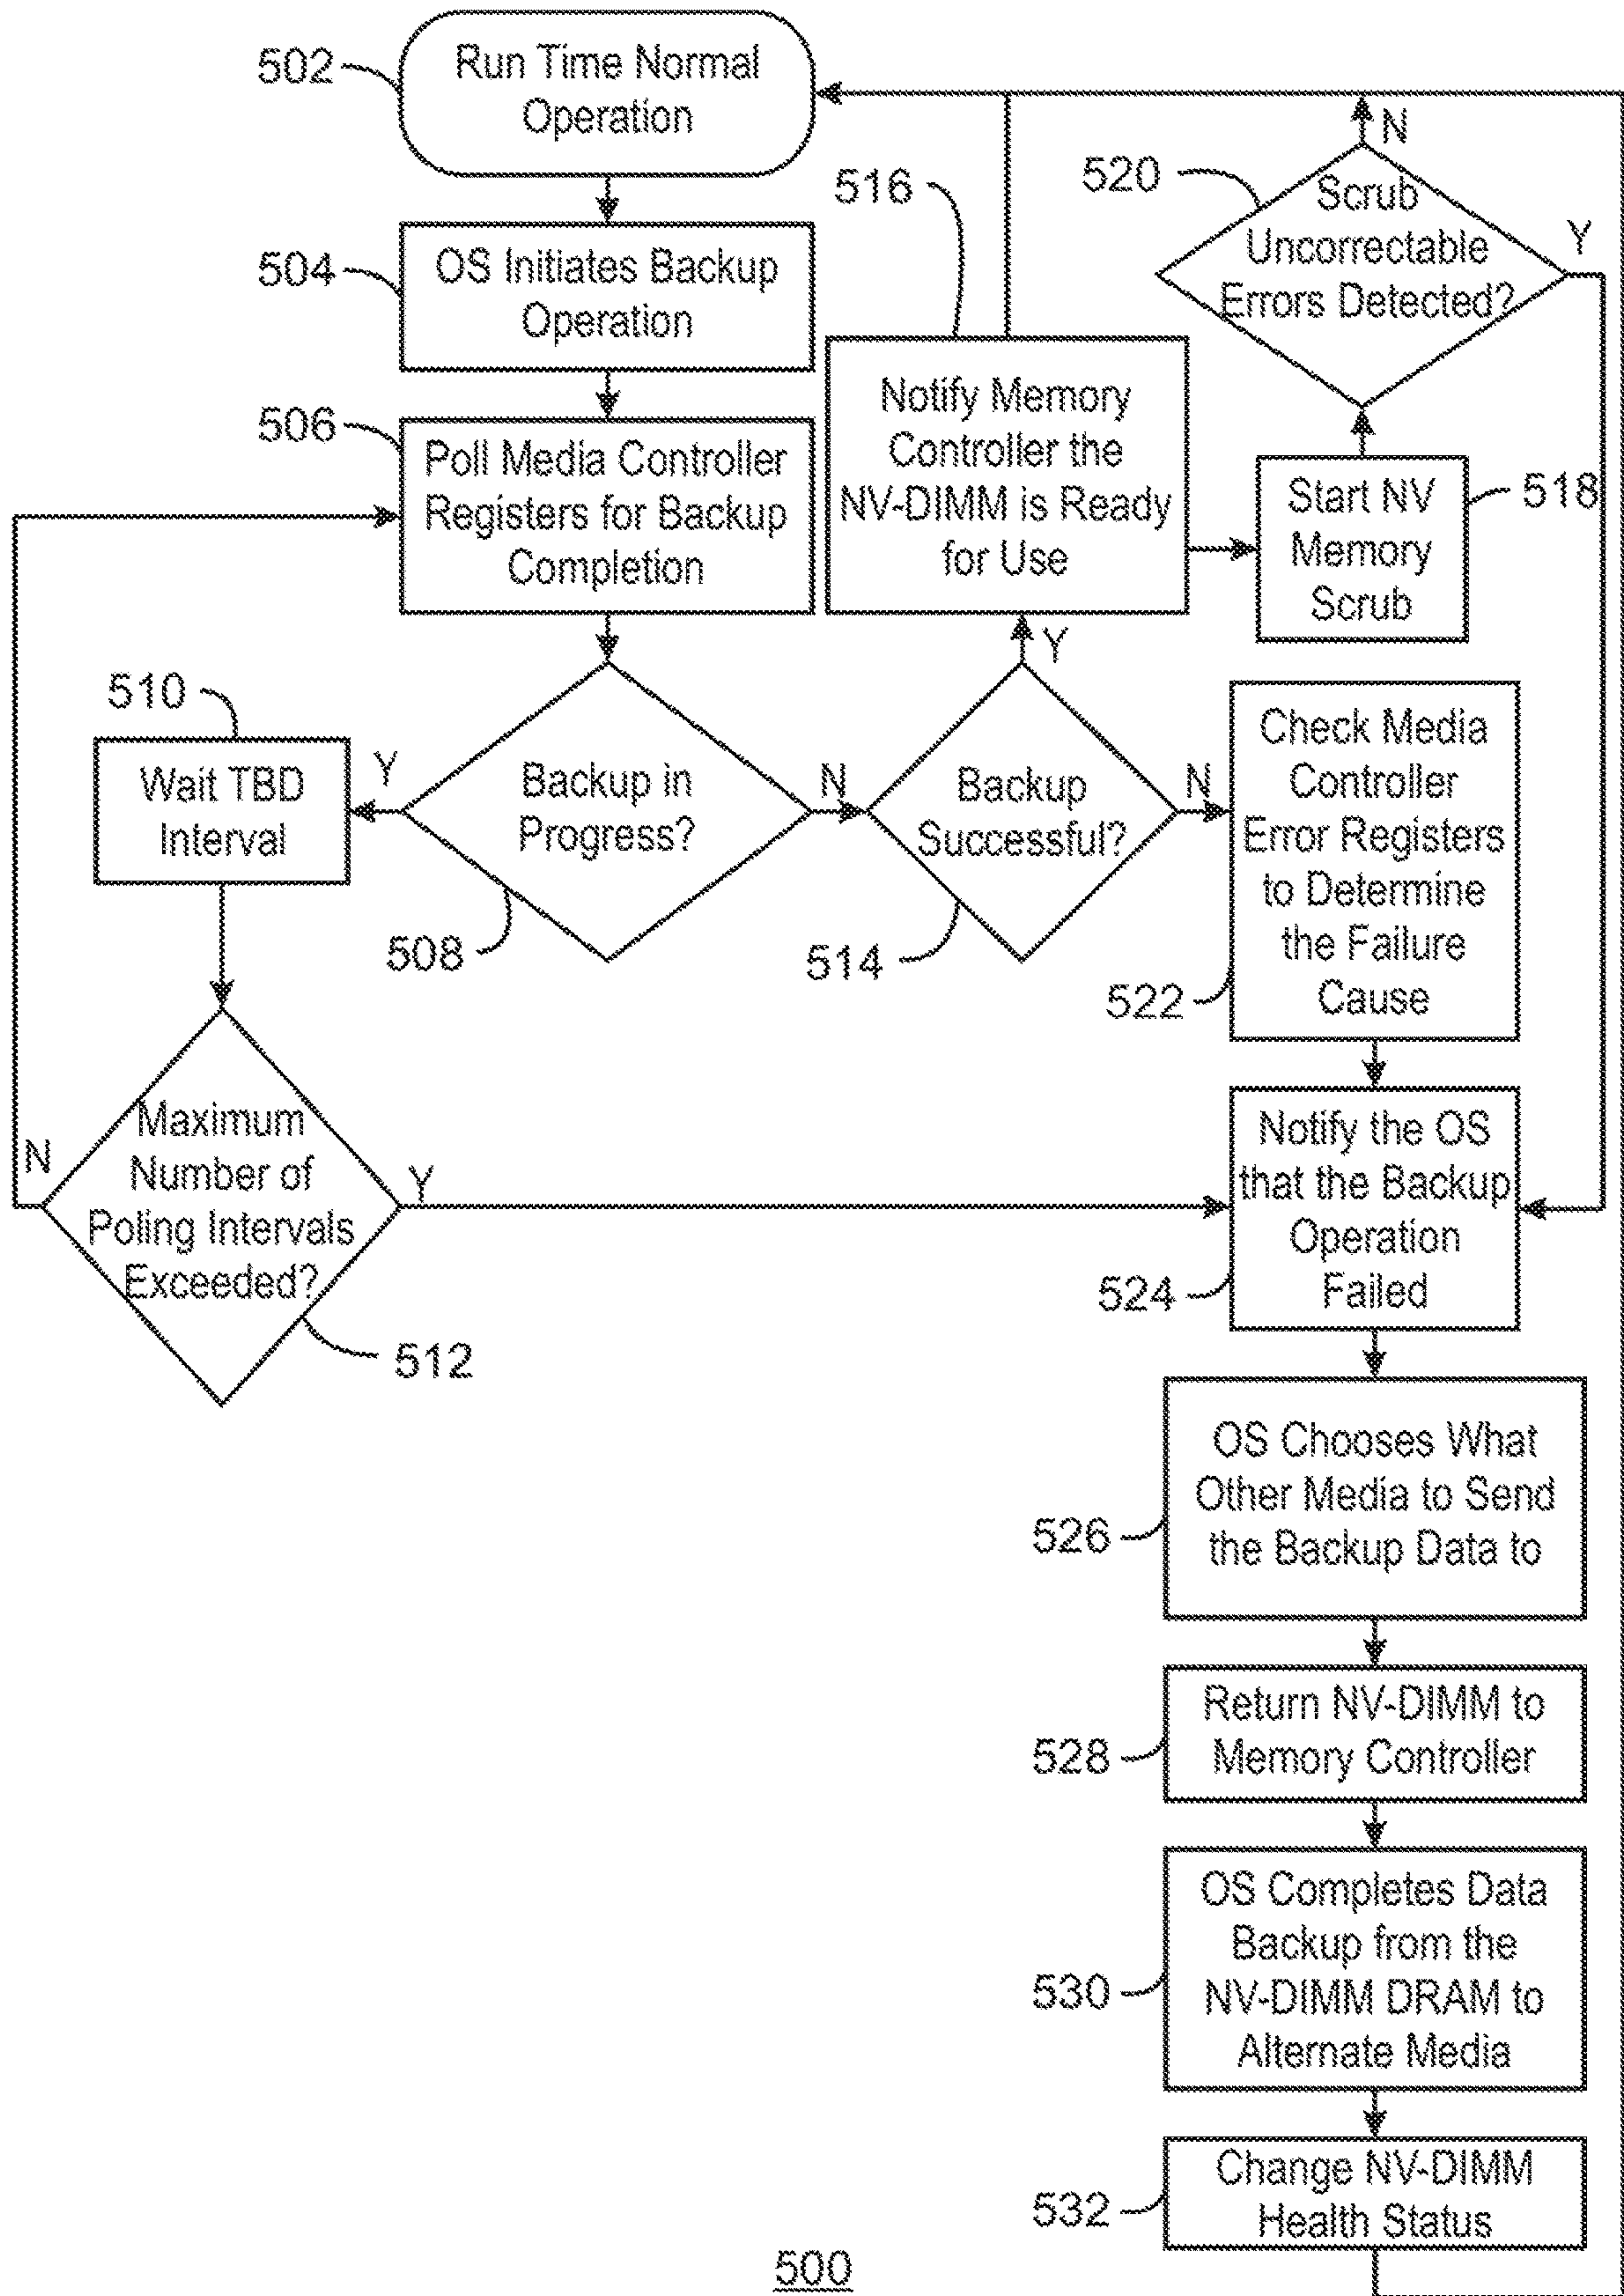 502
Run Time Normal
Operation
504
OS Initiates Backup
Operation
506
Poll Media Controller
Registers for Backup
Completion
508
Backup in
Progress?
Y
N
510
Wait TBD
Interval
512
Maximum
Number of
Poling Intervals
Exceeded?
N
Y
514
Backup
Successful?
Y
N
516
Notify Memory
Controller the
NV-DIMM is Ready
for Use
518
Start NV
Memory
Scrub
520
Scrub
Uncorrectable
Errors Detected?
N
Y
522
Check Media
Controller
Error Registers
to Determine
the Failure
Cause
524
Notify the OS
that the Backup
Operation
Failed
526
OS Chooses What
Other Media to Send
the Backup Data to
528
Return NV-DIMM to
Memory Controller
530
OS Completes Data
Backup from the
NV-DIMM DRAM to
Alternate Media
532
Change NV-DIMM
Health Status
500